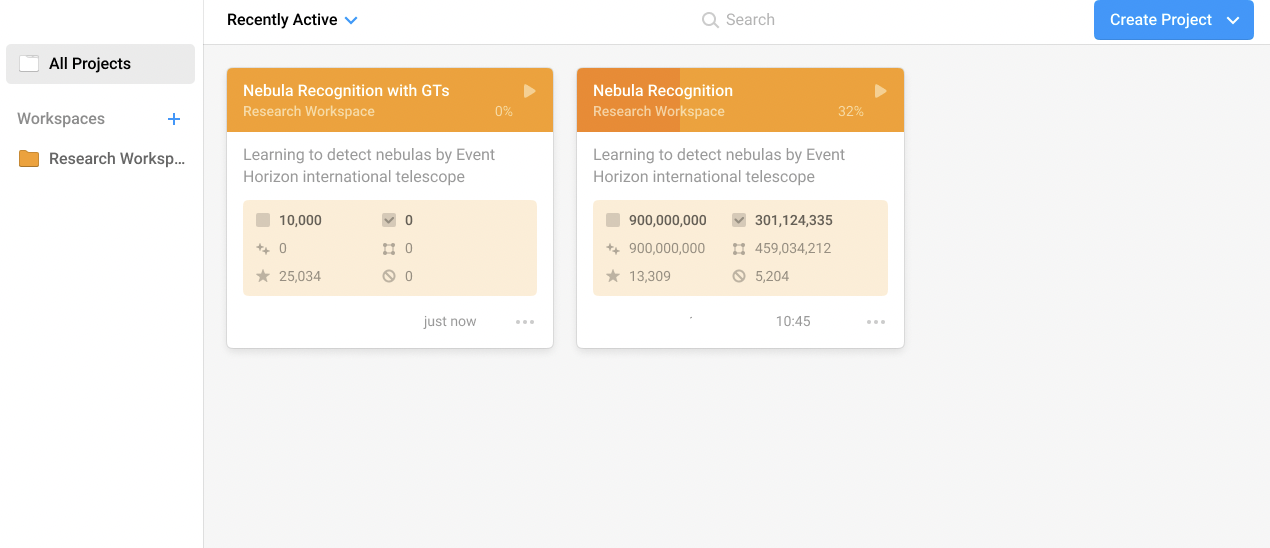 Recently Active
Search
Create Project
All Projects
Workspaces
Research Worksp...
Nebula Recognition with GTs
Research Workspace
0%
Learning to detect nebulas by Event
Horizon international telescope
10,000 0
0 0
25,034 0
just now
Nebula Recognition
Research Workspace
32%
Learning to detect nebulas by Event
Horizon international telescope
900,000,000 301,124,335
900,000,000 459,034,212
13,309 5,204
10:45